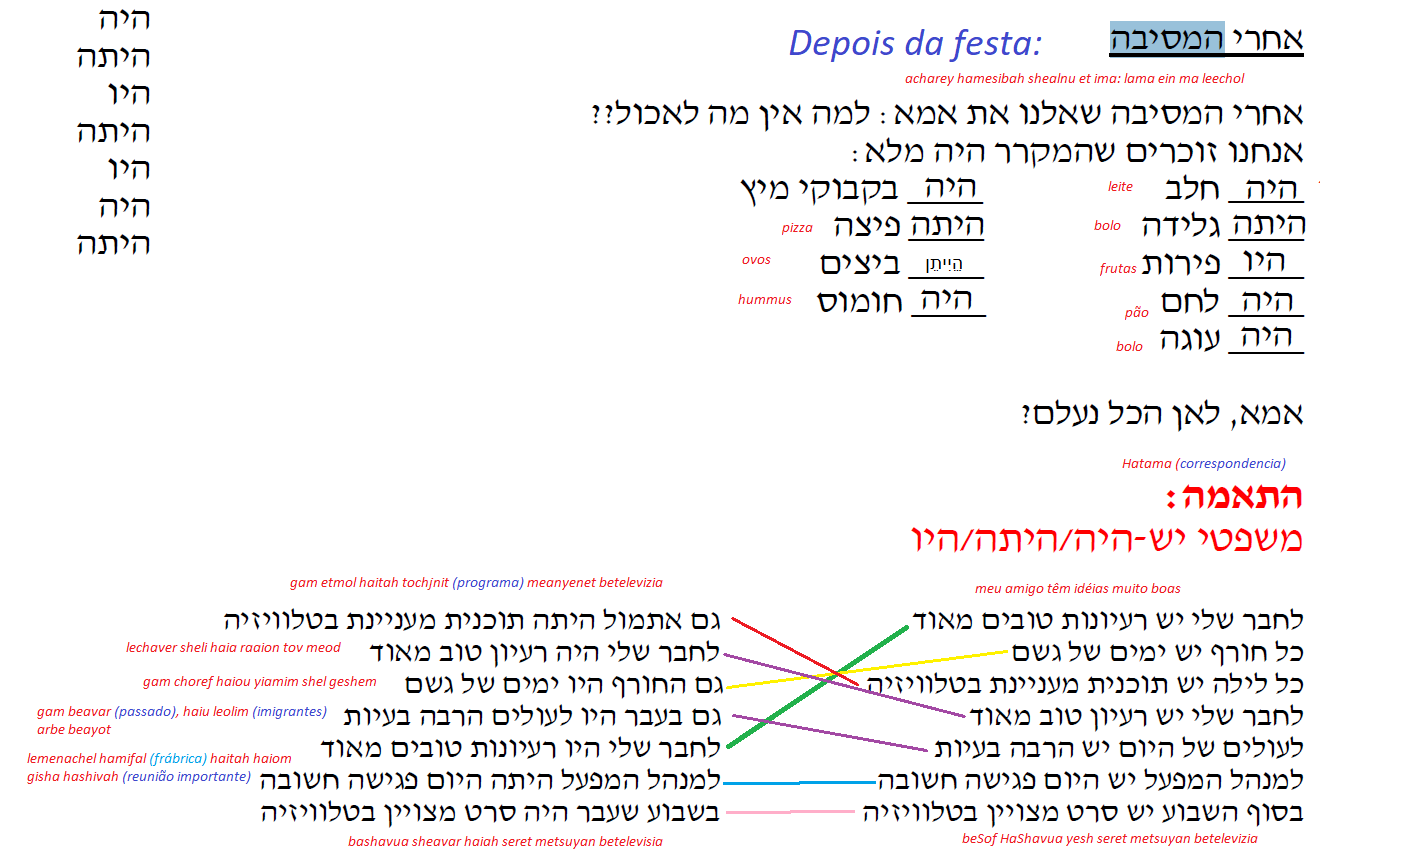 אחרי המסיבה
Depois da festa:
acharey hamesibah shealnu et ima: lama ein ma leechol
אחרי המסיבה שאלנו את אמא: למה אין מה לאכול??
אנחנו זוכרים שהמקרר היה מלא:
היה חלב leite
היתה גלידה bolo
היו פירות frutas
היה לחם pão
היה עוגה bolo
היה בקבוקי מיץ
היתה פיצה pizza
הֱיִיתֶן ביצים ovos
היה חומוס hummus
היה
היתה
היו
היתה
היו
היה
היתה
אמא, לאן הכל נעלם?
Hatama (correspondencia)
התאמה:
משפטי יש-היה/היתה/היו
meu amigo têm idéias muito boas
לחבר שלי יש רעיונות טובים מאוד
כל חורף יש ימים של גשם
כל לילה יש תוכנית מעניינת בטלוויזיה
לחבר שלי יש רעיון טוב מאוד
לעולים של היום יש הרבה בעיות
למנהל המפעל יש היום פגישה חשובה
בסוף השבוע יש סרט מצויין בטלוויזיה
beSof HaShavua yesh seret metsuyan betelevizia
gam etmol haitah tochjnit (programa) meanyenet betelevizia
גם אתמול היתה תוכנית מעניינת בטלוויזיה
לחבר שלי היה רעיון טוב מאוד
lechaver sheli haia raaion tov meod
גם החורף היו ימים של גשם
gam choref haiou yiamim shel geshem
גם בעבר היו לעולים הרבה בעיות
gam beavar (passado), haiu leolim (imigrantes)
arbe beayot
לחבר שלי היו רעיונות טובים מאוד
למנהל המפעל היתה היום פגישה חשובה
lemenachel hamifal (frábrica) haitah haiom
gisha hashivah (reunião importante)
בשבוע שעבר היה סרט מצויין בטלוויזיה
bashavua sheavar haiah seret metsuyan betelevisia